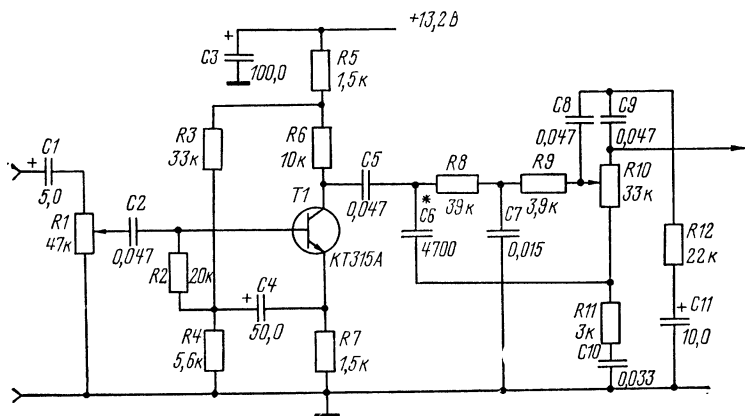 +13,2В
+
C3
100,0
R5
1,5к
R3
33к
R6
10к
C8
0,047
C9
0,047
C1
+
5,0
C5
0,047
R8
39к
R9
3,9к
R10
33к
R1
47к
C2
0,047
T1
КТ315А
*
C6
4700
C7
0,015
R12
22к
R2
20к
C4
+
50,0
R4
5,6к
R7
1,5к
R11
3к
C10
0,033
+
C11
10,0